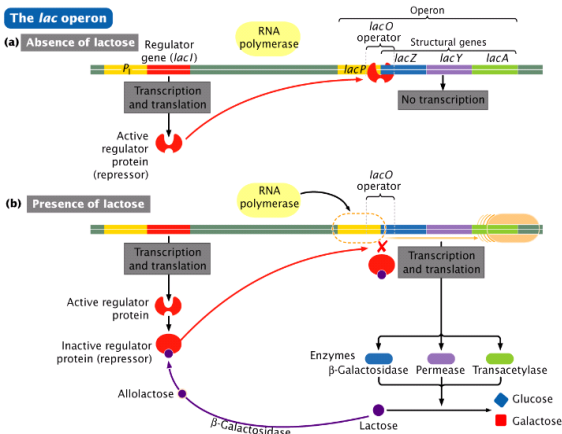 The lac operon
(a) Absence of lactose
Operon
RNA
polymerase
lacO
operator
Structural genes
Regulator
gene (lacI)
PI
lacP
lacZ
lacY
lacA
Transcription
and translation
No transcription
Active
regulator
protein
(repressor)
(b) Presence of lactose
RNA
polymerase
lacO
operator
Transcription
and translation
Transcription
and translation
Active regulator
protein
Inactive regulator
protein (repressor)
Enzymes
β-Galactosidase
Permease
Transacetylase
Allolactose
β-Galactosidase
Lactose
Glucose
Galactose